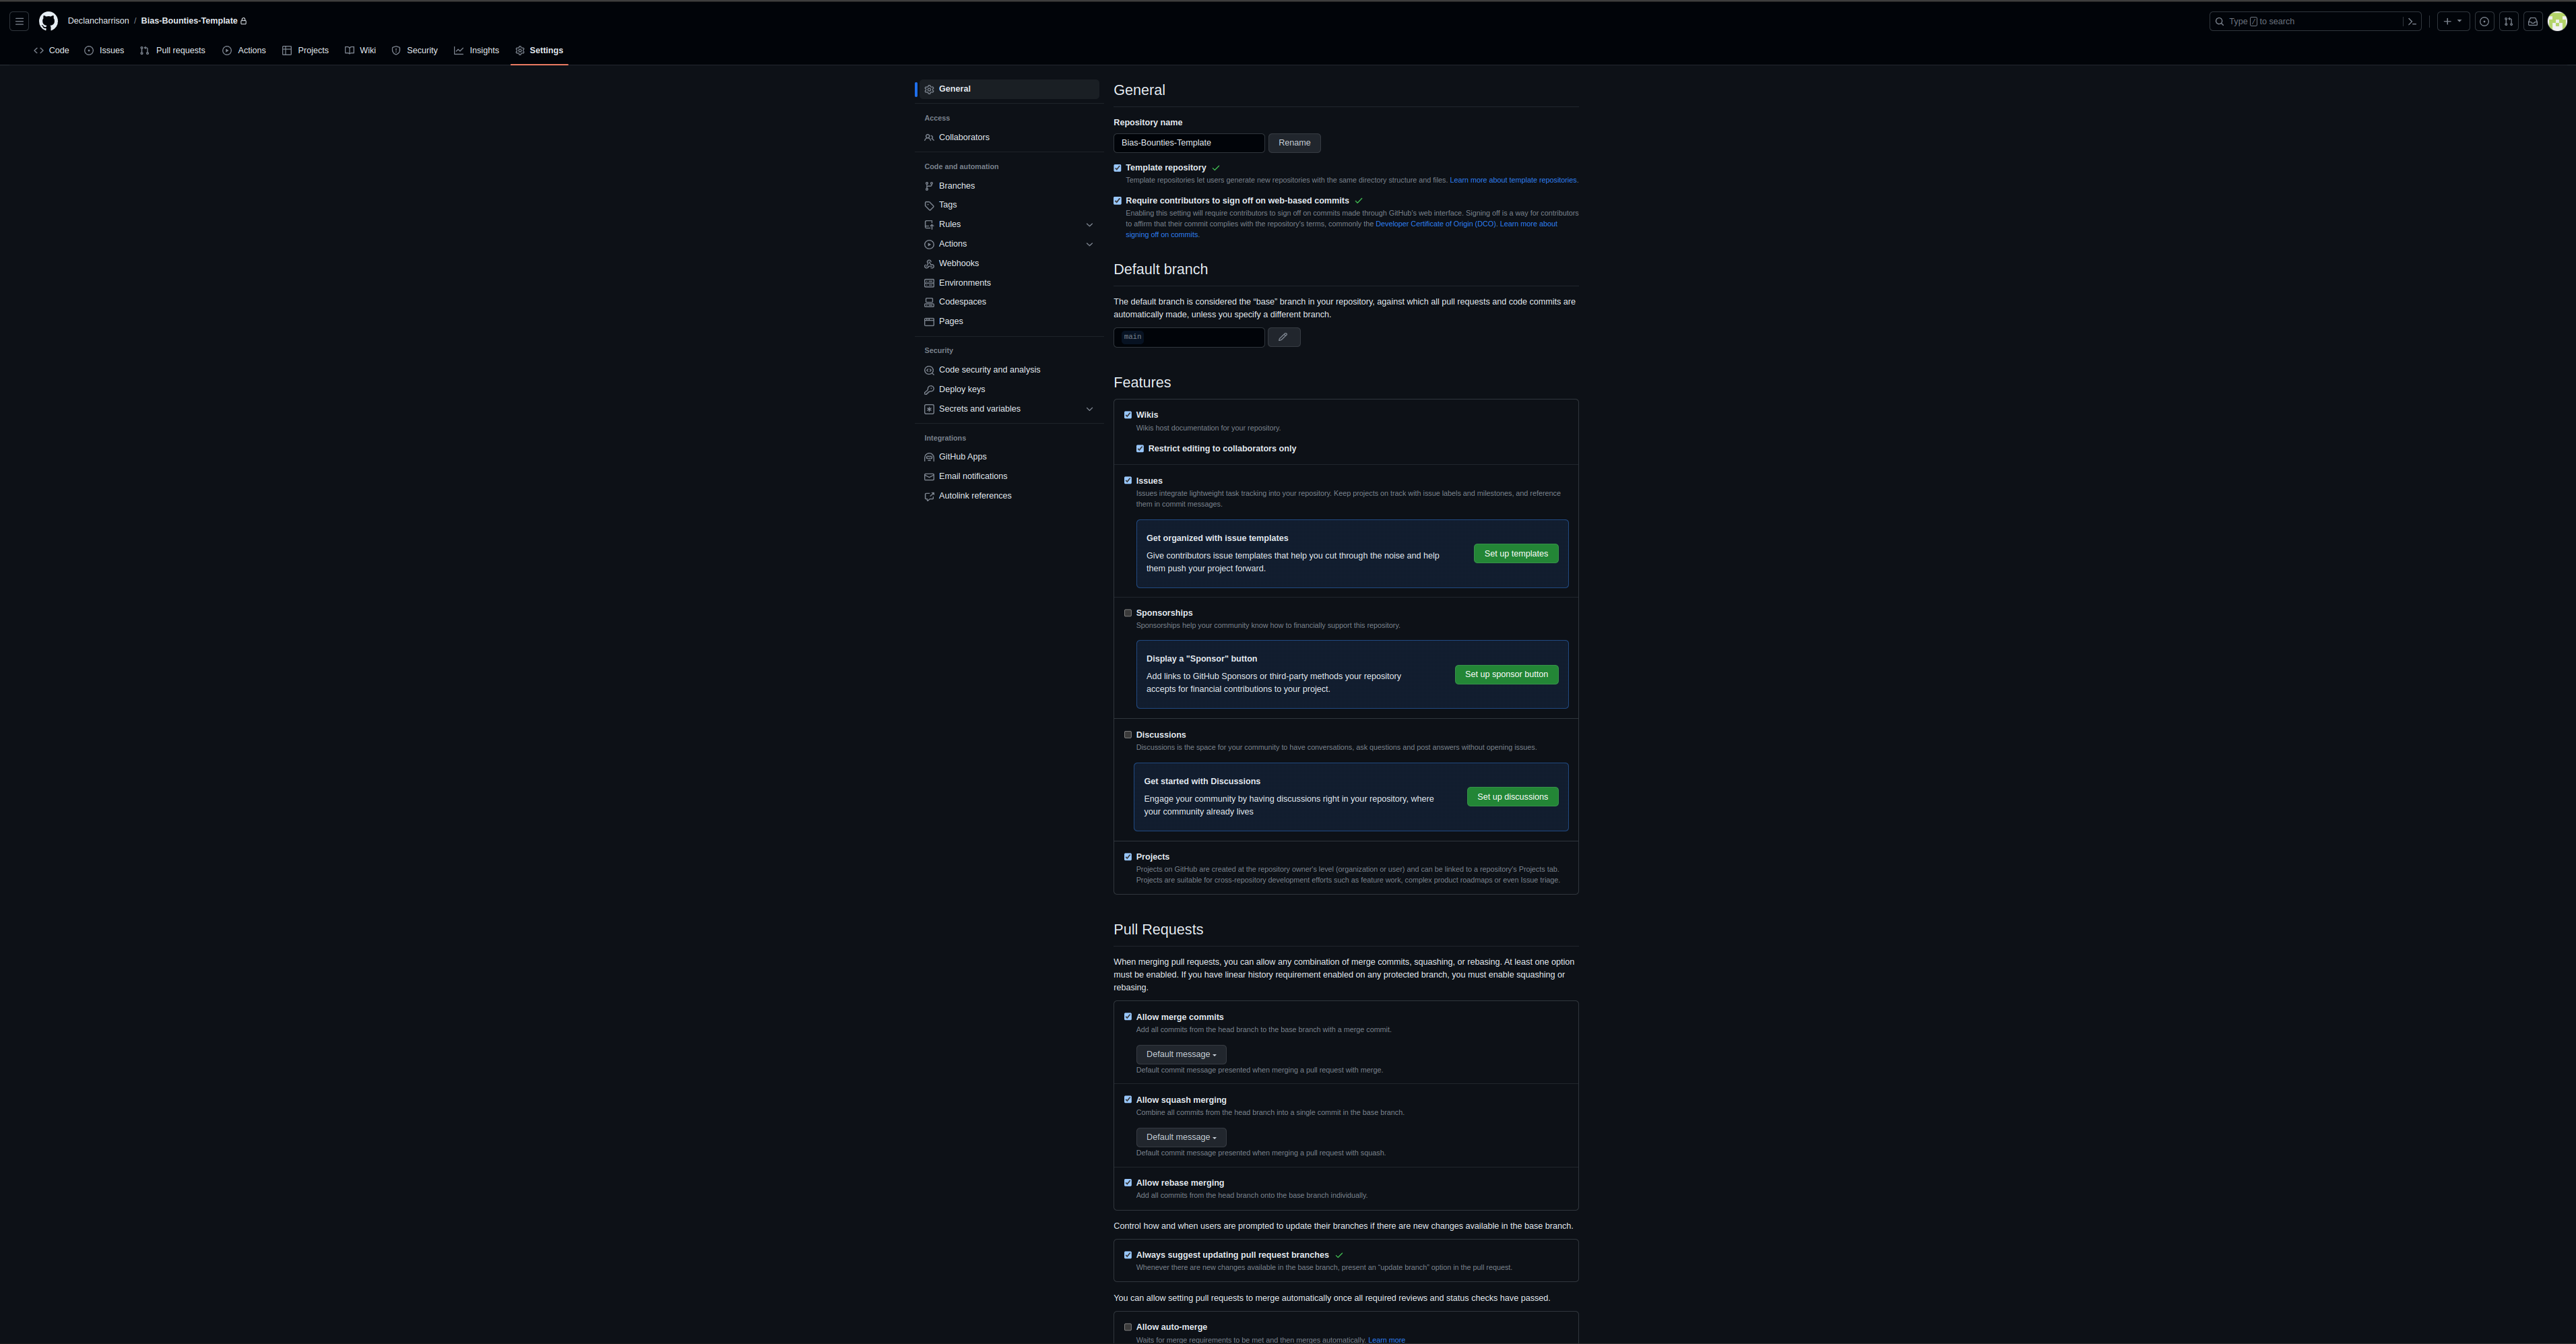 Declancharrison / Bias-Bounties-Template
Type / to search
Code Issues Pull requests Actions Projects Wiki Security Insights Settings
General
Access
Collaborators
Code and automation
Branches
Tags
Rules
Actions
Webhooks
Environments
Codespaces
Pages
Security
Code security and analysis
Deploy keys
Secrets and variables
Integrations
GitHub Apps
Email notifications
Autolink references
General
Repository name
Bias-Bounties-Template Rename
Template repository
Template repositories let users generate new repositories with the same directory structure and files. Learn more about template repositories.
Require contributors to sign off on web-based commits
Enabling this setting will require contributors to sign off on commits made through GitHub's web interface. Signing off is a way for contributors
to affirm that their commit complies with the repository's terms, commonly the Developer Certificate of Origin (DCO). Learn more about
signing off on commits.
Default branch
The default branch is considered the “base” branch in your repository, against which all pull requests and code commits are
automatically made, unless you specify a different branch.
main
Features
Wikis
Wikis host documentation for your repository.
Restrict editing to collaborators only
Issues
Issues integrate lightweight task tracking into your repository. Keep projects on track with issue labels and milestones, and reference
them in commit messages.
Get organized with issue templates
Give contributors issue templates that help you cut through the noise and help
them push your project forward.
Set up templates
Sponsorships
Sponsorships help your community know how to financially support this repository.
Display a "Sponsor" button
Add links to GitHub Sponsors or third-party methods your repository
accepts for financial contributions to your project.
Set up sponsor button
Discussions
Discussions is the space for your community to have conversations, ask questions and post answers without opening issues.
Get started with Discussions
Engage your community by having discussions right in your repository, where
your community already lives
Set up discussions
Projects
Projects on GitHub are created at the repository owner's level (organization or user) and can be linked to a repository's Projects tab.
Projects are suitable for cross-repository development efforts such as feature work, complex product roadmaps or even Issue triage.
Pull Requests
When merging pull requests, you can allow any combination of merge commits, squashing, or rebasing. At least one option
must be enabled. If you have linear history requirement enabled on any protected branch, you must enable squashing or
rebasing.
Allow merge commits
Add all commits from the head branch to the base branch with a merge commit.
Default message
Default commit message presented when merging a pull request with merge.
Allow squash merging
Combine all commits from the head branch into a single commit in the base branch.
Default message
Default commit message presented when merging a pull request with squash.
Allow rebase merging
Add all commits from the head branch onto the base branch individually.
Control how and when users are prompted to update their branches if there are new changes available in the base branch.
Always suggest updating pull request branches
Whenever there are new changes available in the base branch, present an “update branch” option in the pull request.
You can allow setting pull requests to merge automatically once all required reviews and status checks have passed.
Allow auto-merge
Waits for merge requirements to be met and then merges automatically. Learn more